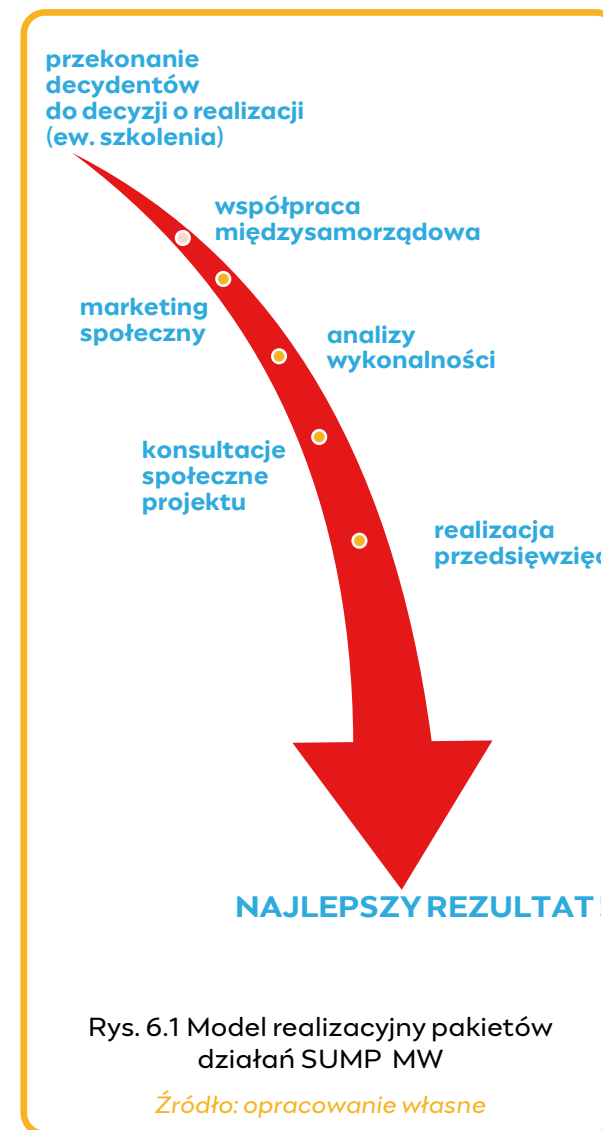 przekonanie
decydentów
do decyzji o realizacji
(ew. szkolenia)
współpraca
międzysamorządowa
marketing
społeczny
analizy
wykonalności
konsultacje
społeczne
projektu
realizacja
NAJLEPSZY REZULTAT !
Rys. 6.1 Model realizacyjny pakietów
działań SUMP MW
Źródło: opracowanie własne